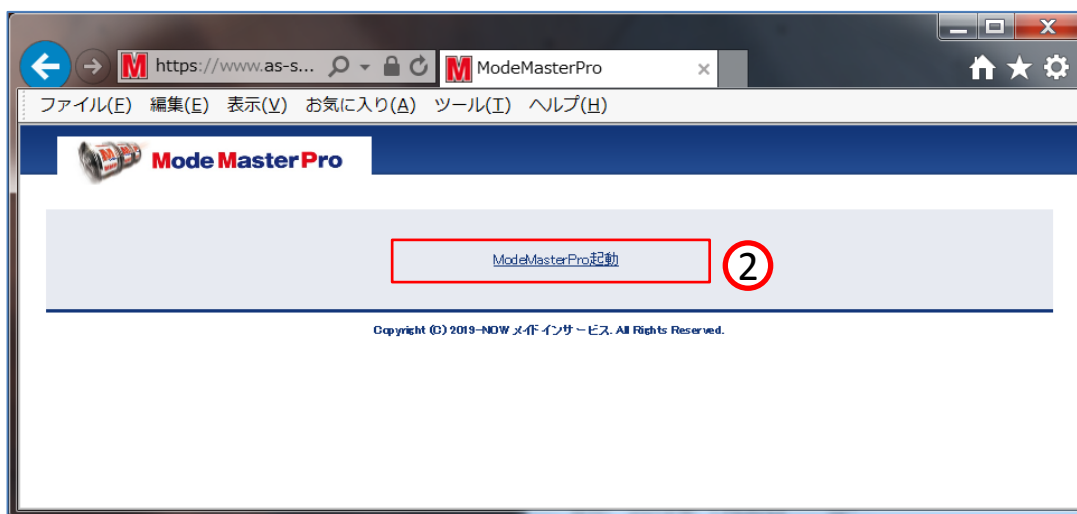 https://www.as-s... ModeMasterPro
ファイル(F) 編集(E) 表示(V) お気に入り(A) ツール(T) ヘルプ(H)
Mode Master Pro
ModeMasterPro起動
②
Copyright (C) 2019-NOW メイドインサービス. All Rights Reserved.